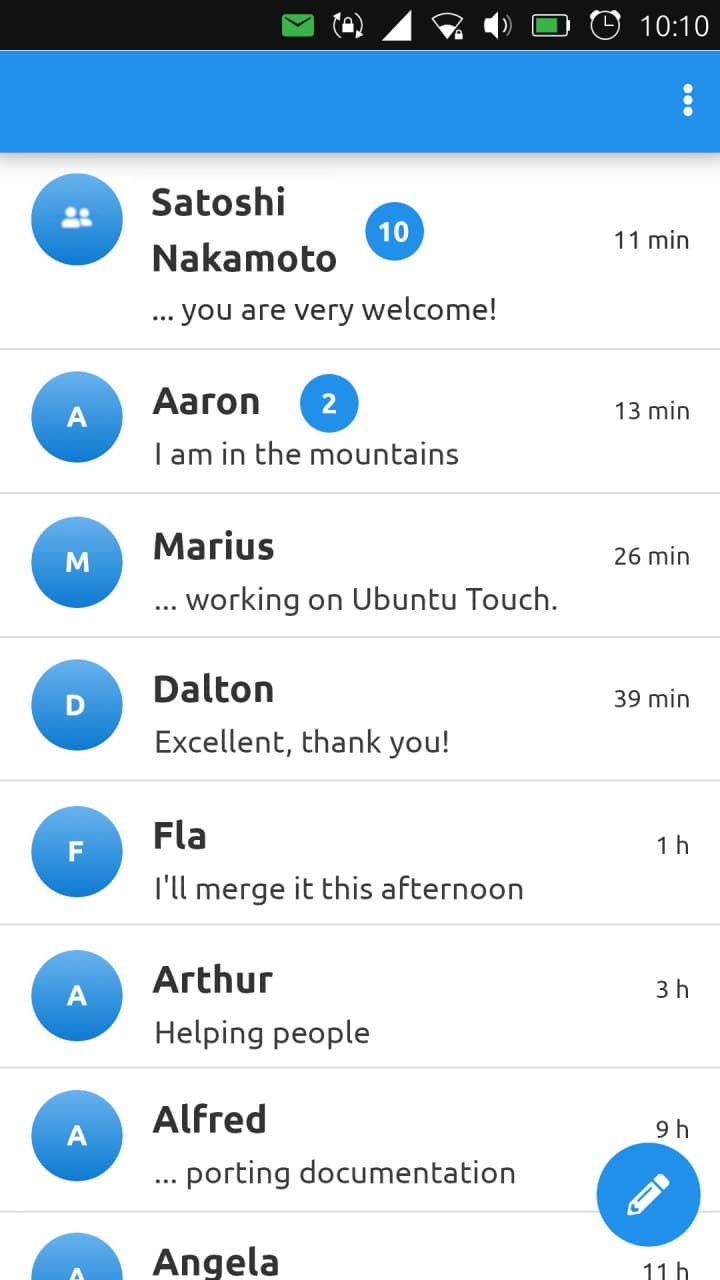 10:10
Satoshi
Nakamoto
10
11 min
... you are very welcome!
A
Aaron
2
13 min
I am in the mountains
M
Marius
26 min
... working on Ubuntu Touch.
D
Dalton
39 min
Excellent, thank you!
F
Fla
1 h
I'll merge it this afternoon
A
Arthur
3 h
Helping people
A
Alfred
9 h
... porting documentation
A
Angela
11 h